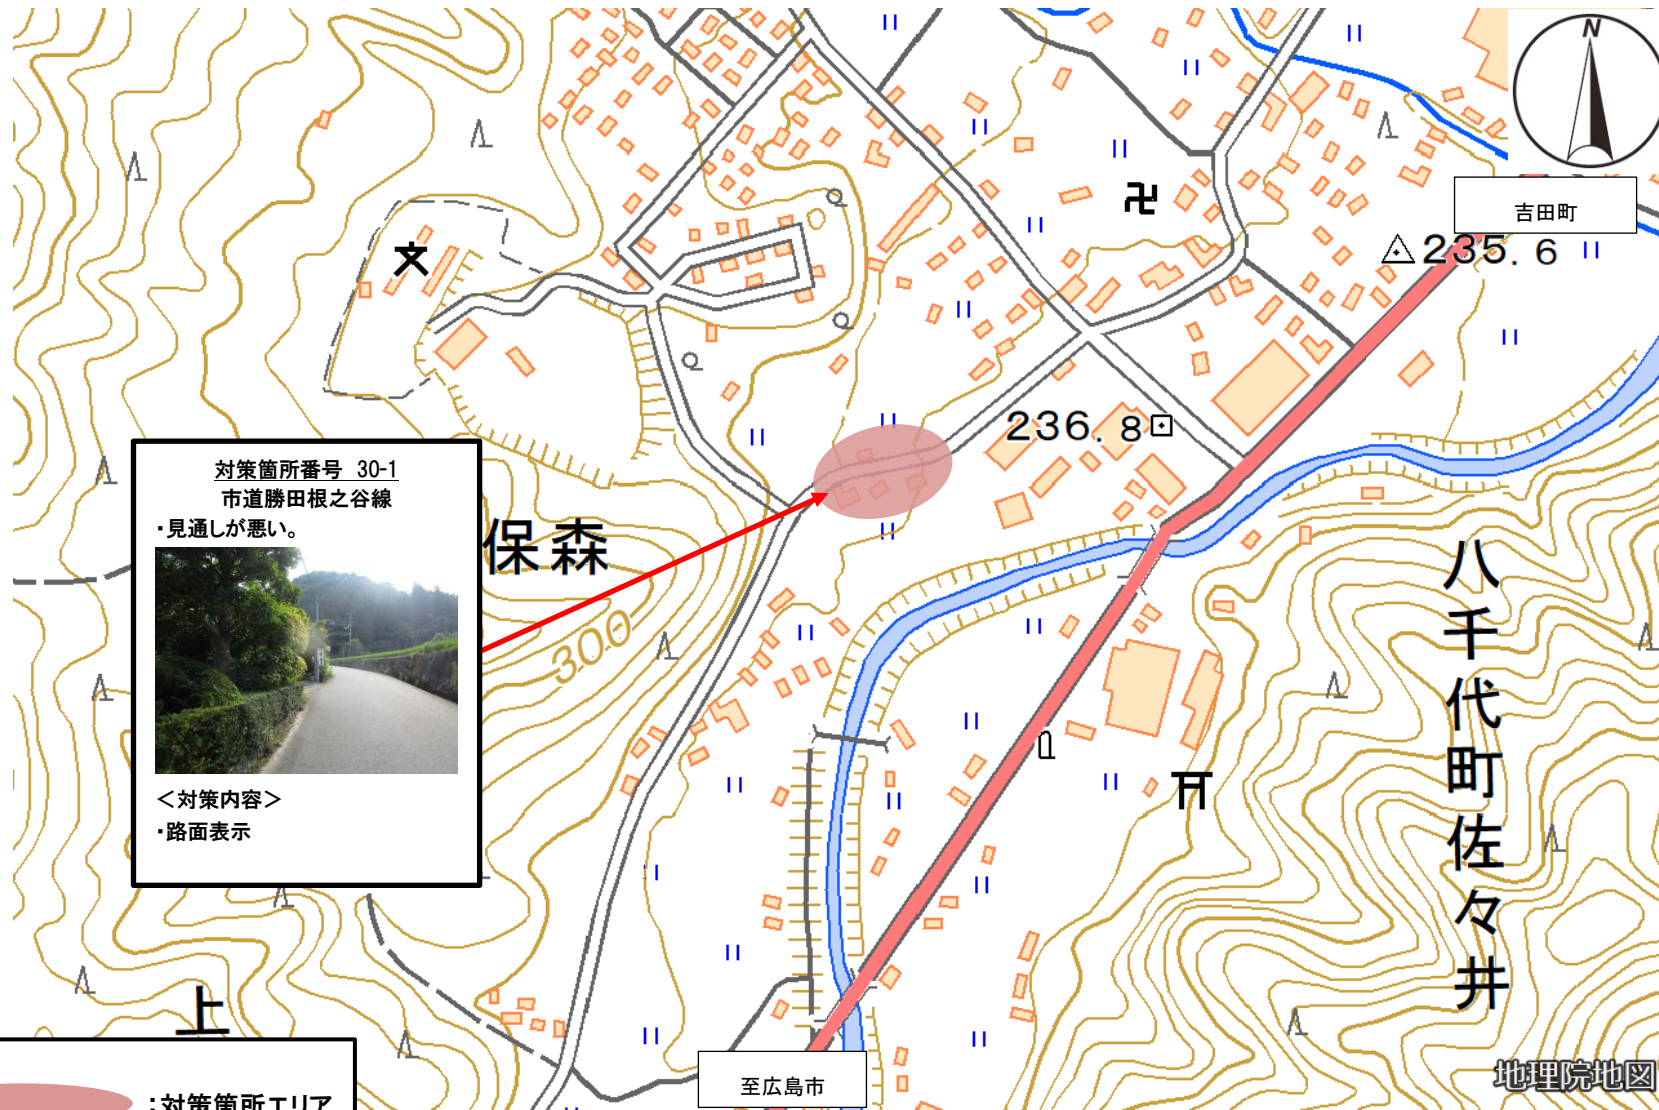 N
吉田町
235.6
236.8
対策箇所番号 30-1
市道勝田根之谷線
・見通しが悪い。
＜対策内容＞
・路面表示
保森
300
八千代町佐々井
上
至広島市
：対策箇所エリア
地理院地図